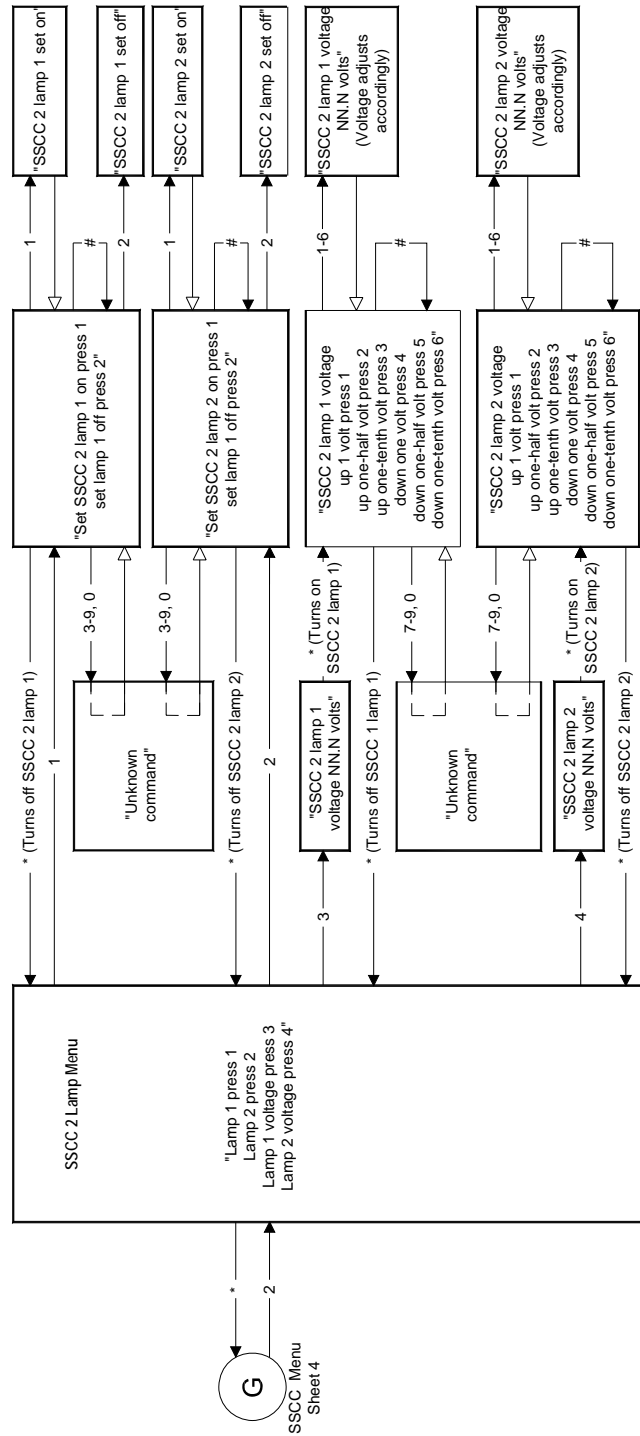 G
SSCC Menu
Sheet 4
*
2
SSCC 2 Lamp Menu
"Lamp 1 press 1
Lamp 2 press 2
Lamp 1 voltage press 3
Lamp 2 voltage press 4"
* (Turns off SSCC 2 lamp 1)
1
"Set SSCC 2 lamp 1 on press 1
set lamp 1 off press 2"
1
"SSCC 2 lamp 1 set on"
#
2
"SSCC 2 lamp 1 set off"
3-9, 0
3-9, 0
"Unknown
command"
* (Turns off SSCC 2 lamp 2)
2
"Set SSCC 2 lamp 2 on press 1
set lamp 1 off press 2"
1
"SSCC 2 lamp 2 set on"
#
2
"SSCC 2 lamp 2 set off"
3
"SSCC 2 lamp 1
voltage NN.N volts"
* (Turns on
SSCC 2 lamp 1)
* (Turns off SSCC 1 lamp 1)
"SSCC 2 lamp 1 voltage
up 1 volt press 1
up one-half volt press 2
up one-tenth volt press 3
down one volt press 4
down one-half volt press 5
down one-tenth volt press 6"
1-6
"SSCC 2 lamp 1 voltage
NN.N volts"
(Voltage adjusts
accordingly)
#
7-9, 0
7-9, 0
"Unknown
command"
4
"SSCC 2 lamp 2
voltage NN.N volts"
* (Turns on
SSCC 2 lamp 2)
* (Turns off SSCC 2 lamp 2)
"SSCC 2 lamp 2 voltage
up 1 volt press 1
up one-half volt press 2
up one-tenth volt press 3
down one volt press 4
down one-half volt press 5
down one-tenth volt press 6"
1-6
"SSCC 2 lamp 2 voltage
NN.N volts"
(Voltage adjusts
accordingly)
#